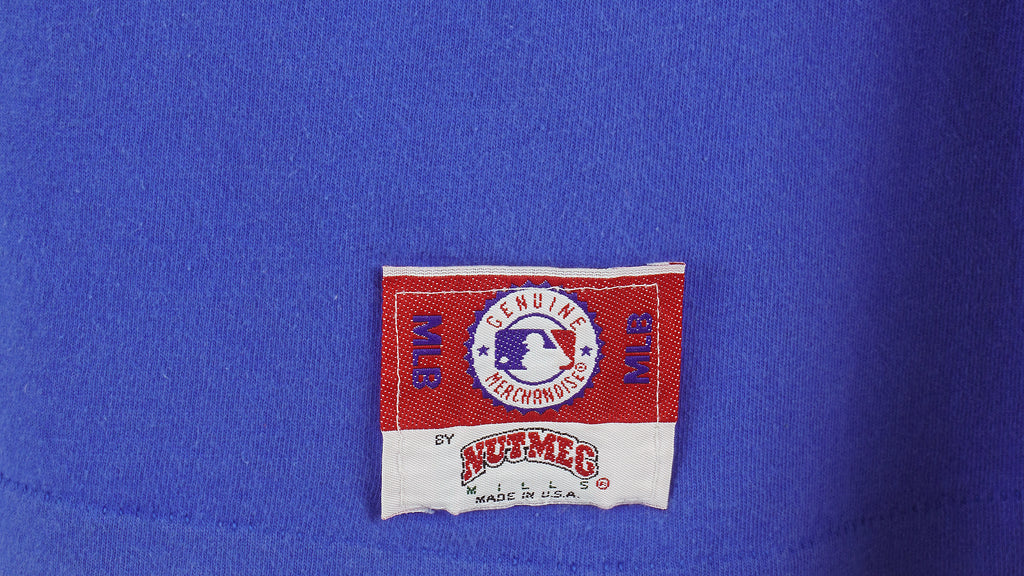 GENUINE
MLB MLB
MERCHANDISE®
BY
NUTMEG
MILLS®
MADE IN U.S.A.